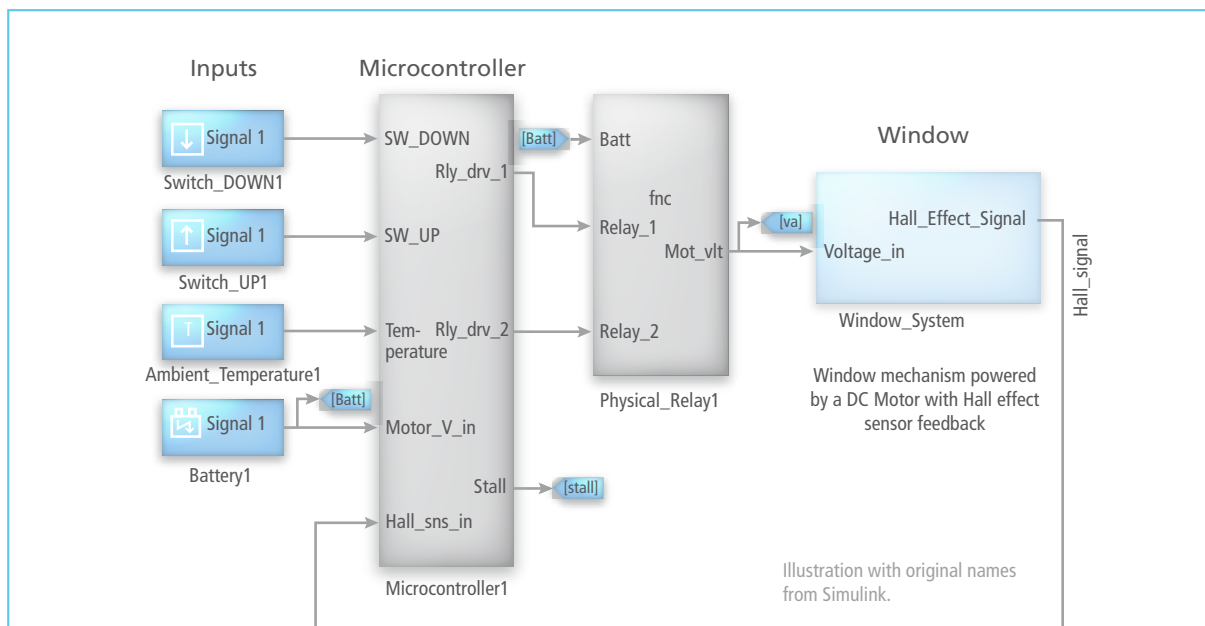 Inputs
Microcontroller
Window
Signal 1
Switch_DOWN1
Signal 1
Switch_UP1
Signal 1
T
Ambient_Temperature1
[Batt]
Signal 1
Battery1
SW_DOWN
Rly_drv_1
SW_UP
Tem-
perature
Rly_drv_2
Motor_V_in
Stall
Hall_sns_in
Microcontroller1
[Batt]
[stall]
Batt
fnc
Relay_1
Mot_vlt
Relay_2
Physical_Relay1
[va]
Hall_Effect_Signal
Voltage_in
Window_System
Hall_signal
Window mechanism powered
by a DC Motor with Hall effect
sensor feedback
Illustration with original names
from Simulink.